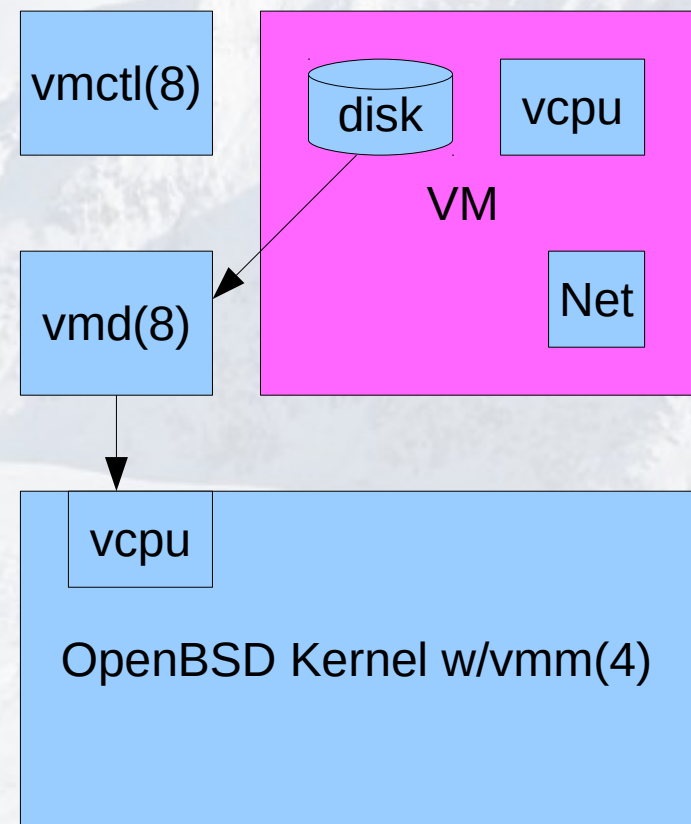 vmctl(8)
disk
vcpu
VM
vmd(8)
Net
vcpu
OpenBSD Kernel w/vmm(4)